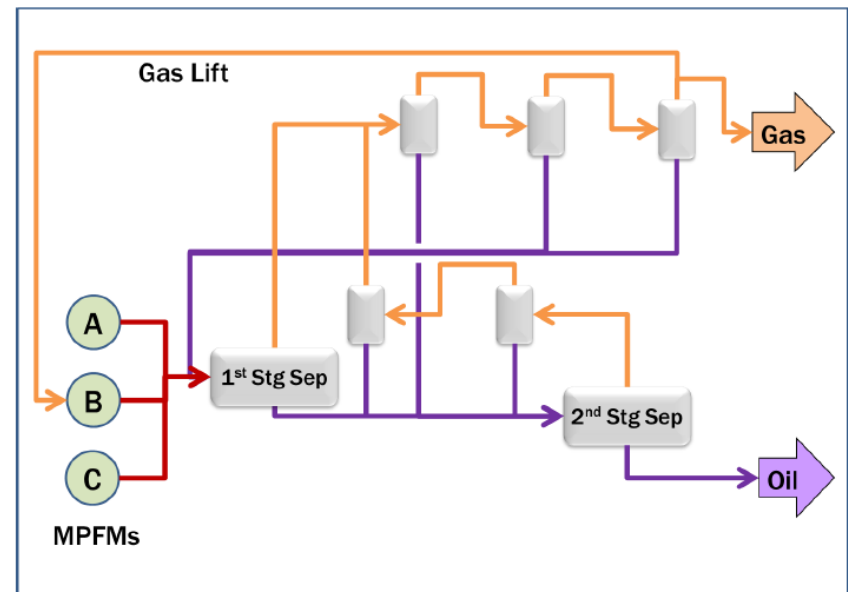 Gas Lift
Gas
A
1st Stg Sep
B
2nd Stg Sep
C
Oil
MPFMs